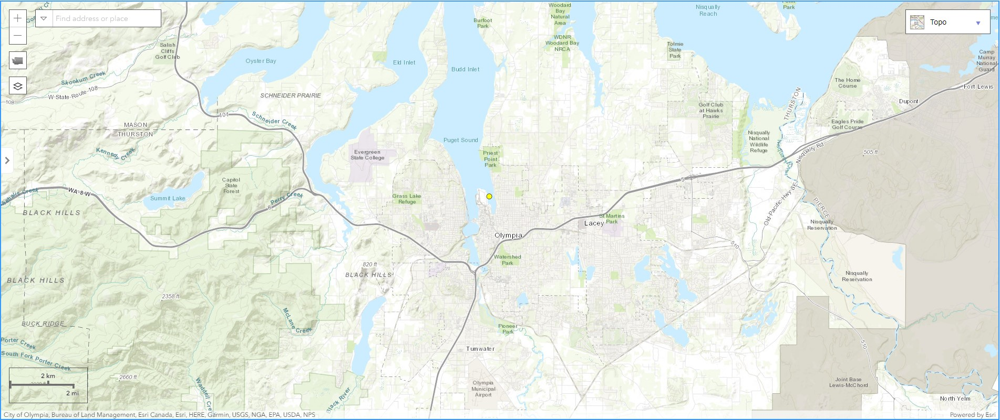 Find address or place
Topo
Woodard
Bay
Natural
Area
Burfoot
Park
Nisqually
Reach
Park
WDNR
Woodard Bay
NRCA
Tolmie
State
Park
Salish
Cliffs
Golf Club
Oyster Bay
Eld Inlet
Budd Inlet
Camp
Murray
National
Guard
Skookum Creek
W-State-Route-108
108
SCHNEIDER PRAIRIE
The Home
Course
Fort Lewis
Dupont
THURSTON
Golf Club
at Hawks
Prairie
101
Schneider Creek
MASON
THURSTON
Eagles Pride
Golf Course
Nisqually
National
Wildlife
Refuge
Puget Sound
Kennedy Creek
Evergreen
State College
Priest
Point
Park
Nisqually Rd
505 ft
5
Capitol
State
Forest
WA-8-W
Summit Lake
Perry Creek
8
Grass Lake
Refuge
Old-Pacific-Hwy-SE
PIERCE
BLACK HILLS
St Martins
Park
Lacey
Olympia
Nisqually
Reservation
510
Watershed
Park
820 ft
BLACK HILLS
BLACK HILLS
Nisqually
Reservation
2358 ft
McLane Creek
BUCK RIDGE
Pioneer
Park
Porter Creek
South Fork Porter Creek
Tumwater
510
2 km
2 mi
2660 ft
Waddell Cre
Black River
Olympia
Municipal
Airport
Joint Base
Lewis-McChord
North Yelm
City of Olympia, Bureau of Land Management, Esri Canada, Esri, HERE, Garmin, USGS, NGA, EPA, USDA, NPS
Powered by Esri